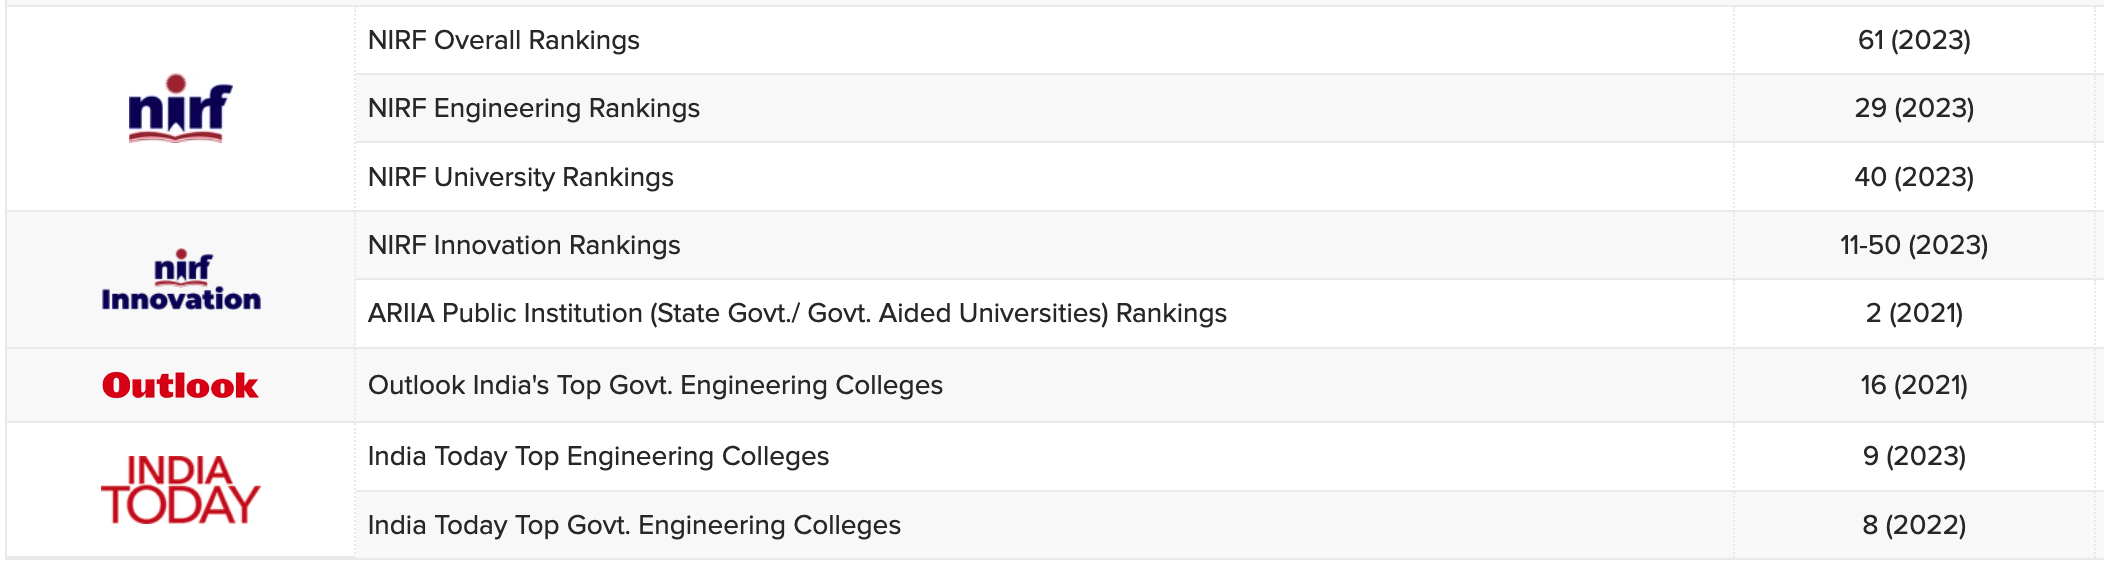 nirf
NIRF Overall Rankings
61 (2023)
NIRF Engineering Rankings
29 (2023)
NIRF University Rankings
40 (2023)
nirf
Innovation
NIRF Innovation Rankings
11-50 (2023)
ARIIA Public Institution (State Govt./ Govt. Aided Universities) Rankings
2 (2021)
Outlook
Outlook India's Top Govt. Engineering Colleges
16 (2021)
INDIA
TODAY
India Today Top Engineering Colleges
9 (2023)
India Today Top Govt. Engineering Colleges
8 (2022)